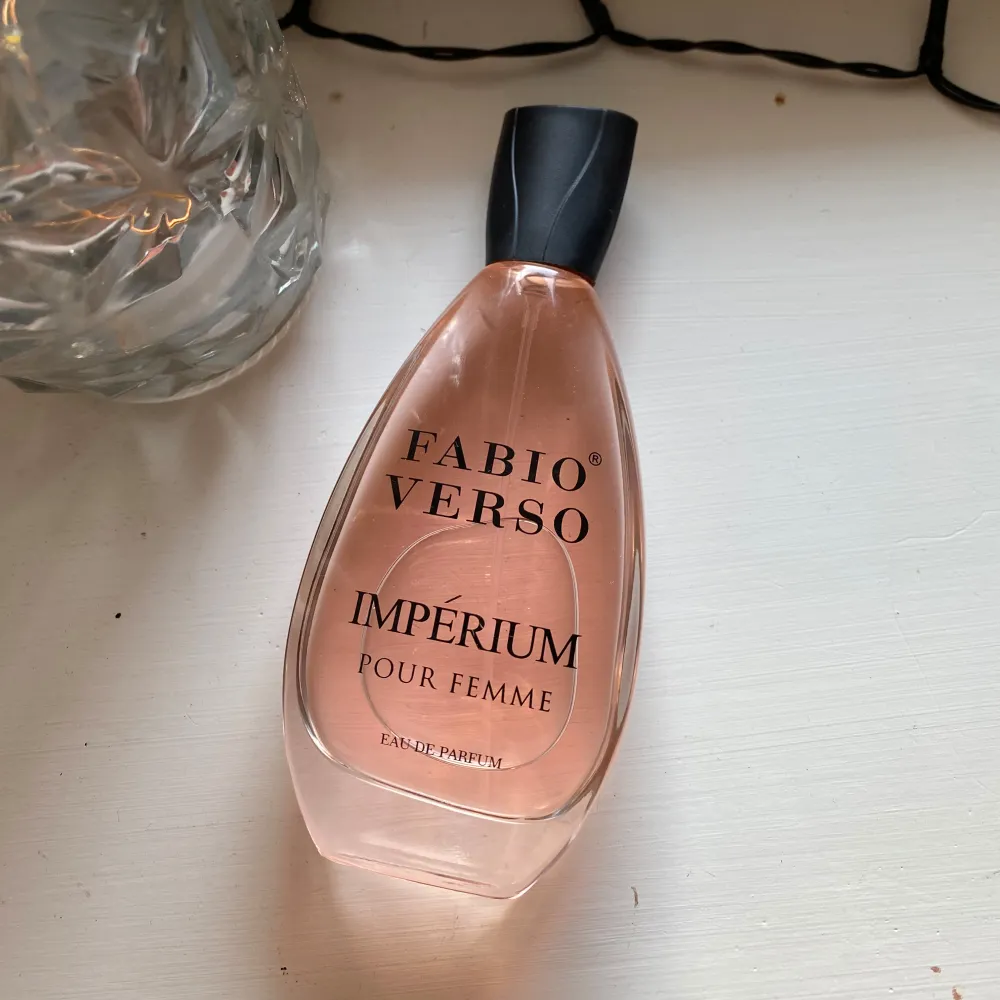 FABIO®
VERSO
IMPÉRIUM
POUR FEMME
EAU DE PARFUM